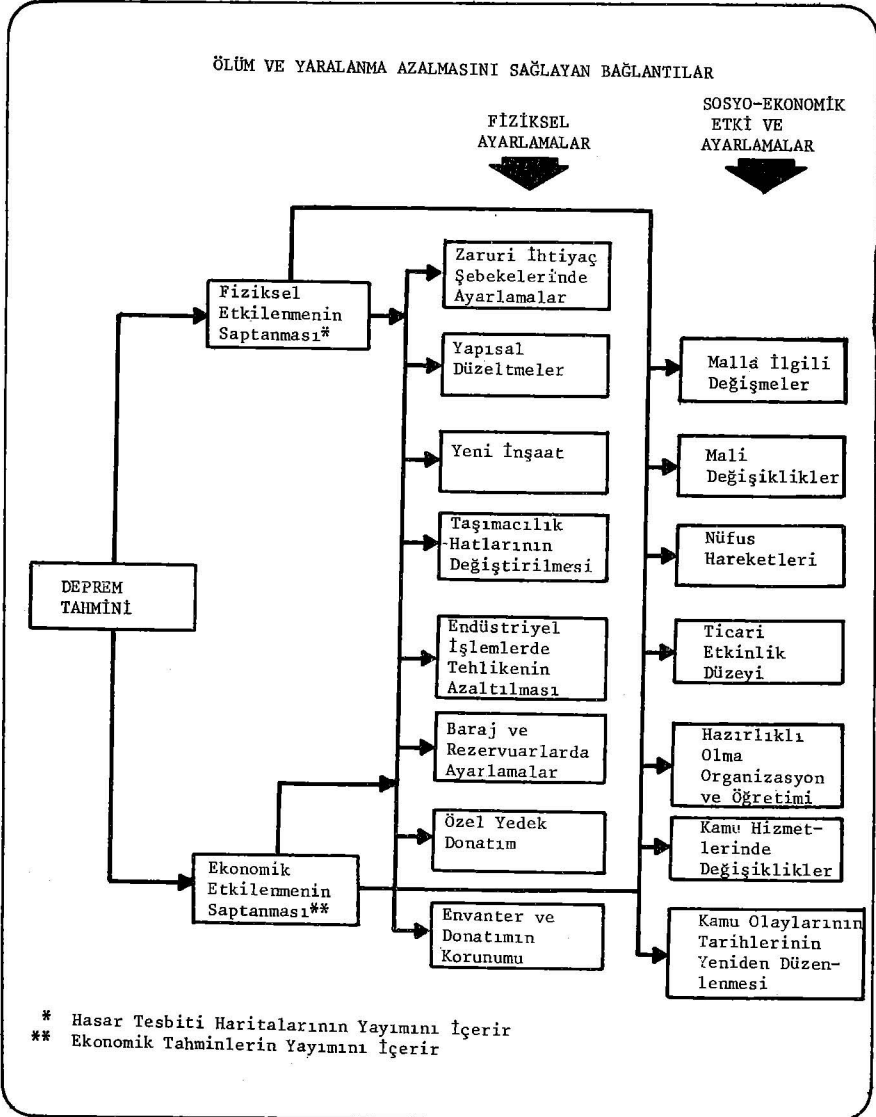 ÖLÜM VE YARALANMA AZALMASINI SAĞLAYAN BAĞLANTILAR
FİZİKSEL
AYARLAMALAR
SOSYO-EKONOMİK
ETKİ VE
AYARLAMALAR
DEPREM
TAHMİNİ
Fiziksel
Etkilenmenin
Saptanması*
Ekonomik
Etkilenmenin
Saptanması**
Zaruri İhtiyaç
Şebekelerinde
Ayarlamalar
Yapısal
Düzeltmeler
Yeni İnşaat
Taşımacılık
Hatlarının
Değiştirilmesi
Endüstriyel
İşlemlerde
Tehlikenin
Azaltılması
Baraj ve
Rezervuarlarda
Ayarlamalar
Özel Yedek
Donatım
Envanter ve
Donatımın
Korunumu
Malla İlgili
Değişmeler
Mali
Değişiklikler
Nüfus
Hareketleri
Ticari
Etkinlik
Düzeyi
Hazırlıklı
Olma
Organizasyon
ve Öğretimi
Kamu Hizmet-
lerinde
Değişiklikler
Kamu Olaylarının
Tarihlerinin
Yeniden Düzen-
lenmesi
* Hasar Tesbiti Haritalarının Yayımını İçerir
** Ekonomik Tahminlerin Yayımını İçerir